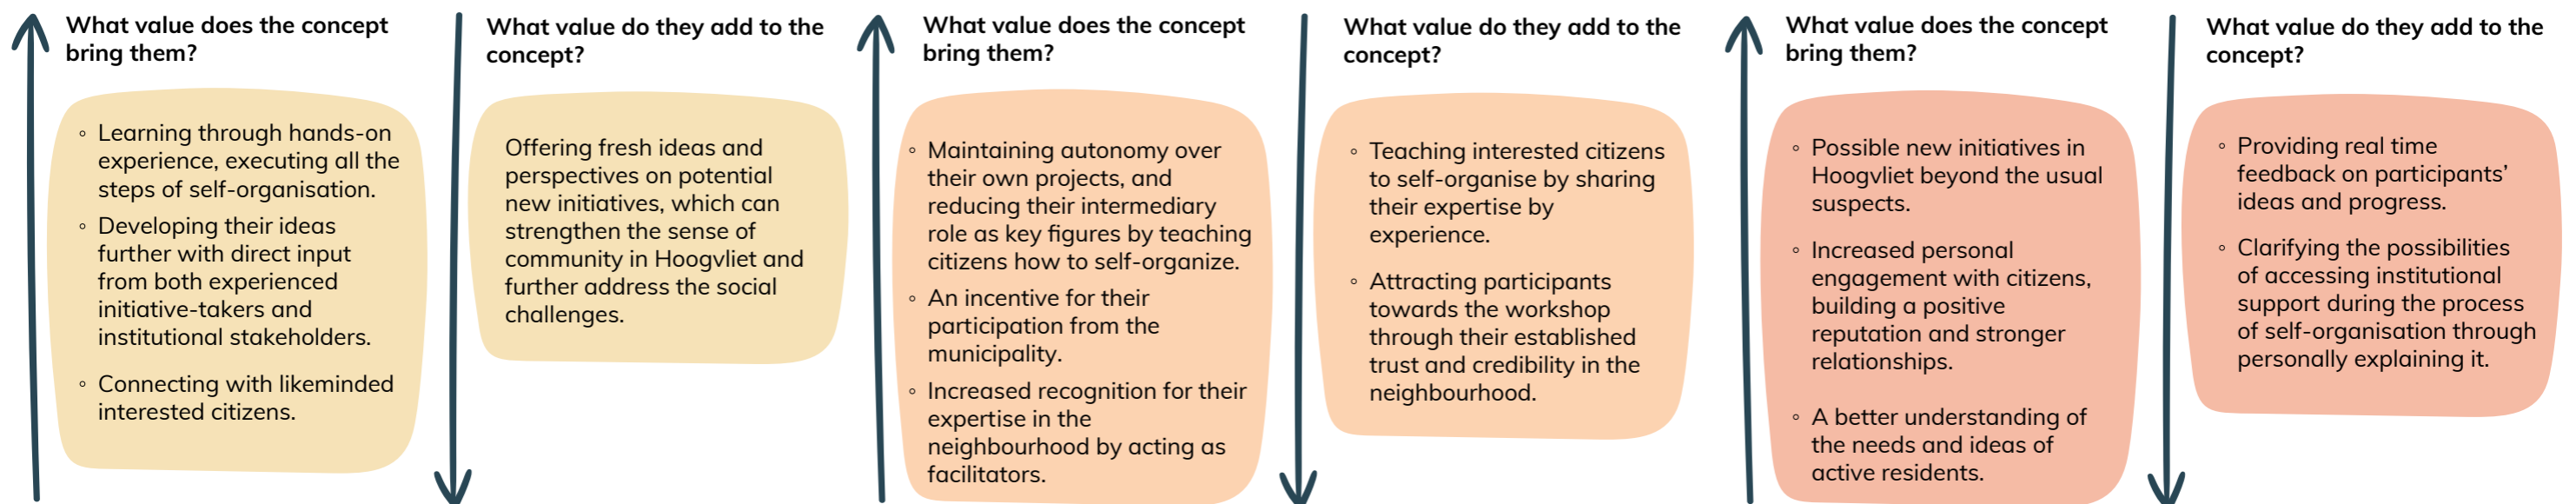 What value does the concept
bring them?
◦ Learning through hands-on
experience, executing all the
steps of self-organisation.
◦ Developing their ideas
further with direct input
from both experienced
initiative-takers and
institutional stakeholders.
◦ Connecting with likeminded
interested citizens.
What value do they add to the
concept?
Offering fresh ideas and
perspectives on potential
new initiatives, which can
strengthen the sense of
community in Hoogvliet and
further address the social
challenges.
What value does the concept
bring them?
◦ Maintaining autonomy over
their own projects, and
reducing their intermediary
role as key figures by teaching
citizens how to self-organize.
◦ An incentive for their
participation from the
municipality.
◦ Increased recognition for their
expertise in the
neighbourhood by acting as
facilitators.
What value do they add to the
concept?
◦ Teaching interested citizens
to self-organise by sharing
their expertise by
experience.
◦ Attracting participants
towards the workshop
through their established
trust and credibility in the
neighbourhood.
What value does the concept
bring them?
◦ Possible new initiatives in
Hoogvliet beyond the usual
suspects.
◦ Increased personal
engagement with citizens,
building a positive
reputation and stronger
relationships.
◦ A better understanding of
the needs and ideas of
active residents.
What value do they add to the
concept?
◦ Providing real time
feedback on participants’
ideas and progress.
◦ Clarifying the possibilities
of accessing institutional
support during the process
of self-organisation through
personally explaining it.